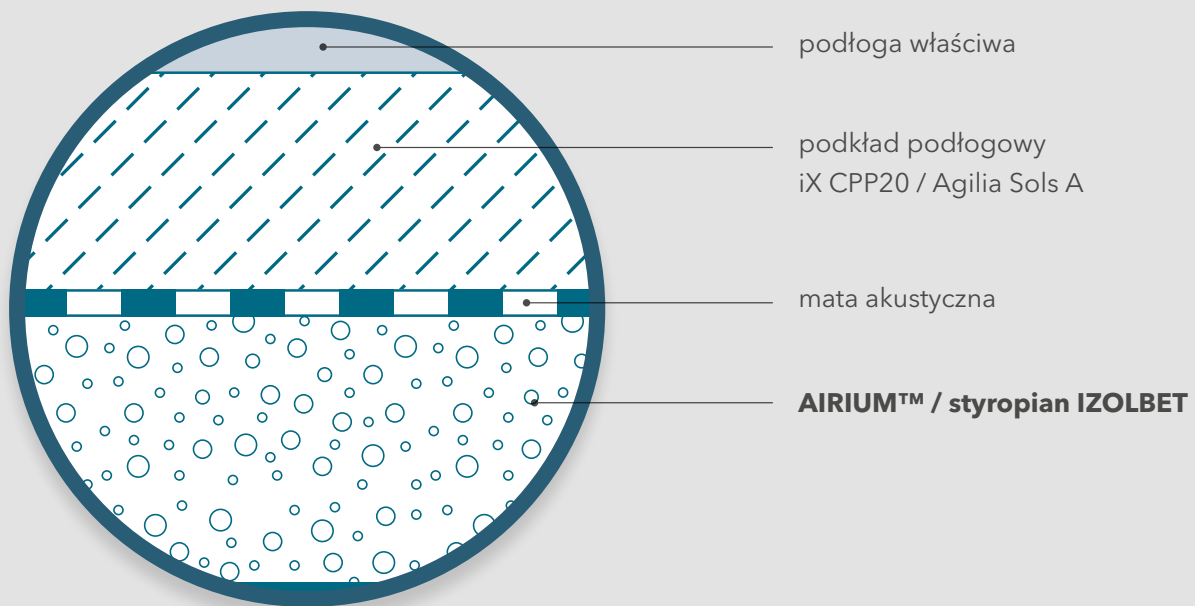 podłoga właściwa
podkład podłogowy
iX CPP20 / Agilia Sols A
mata akustyczna
AIRIUM™ / styropian IZOLBET